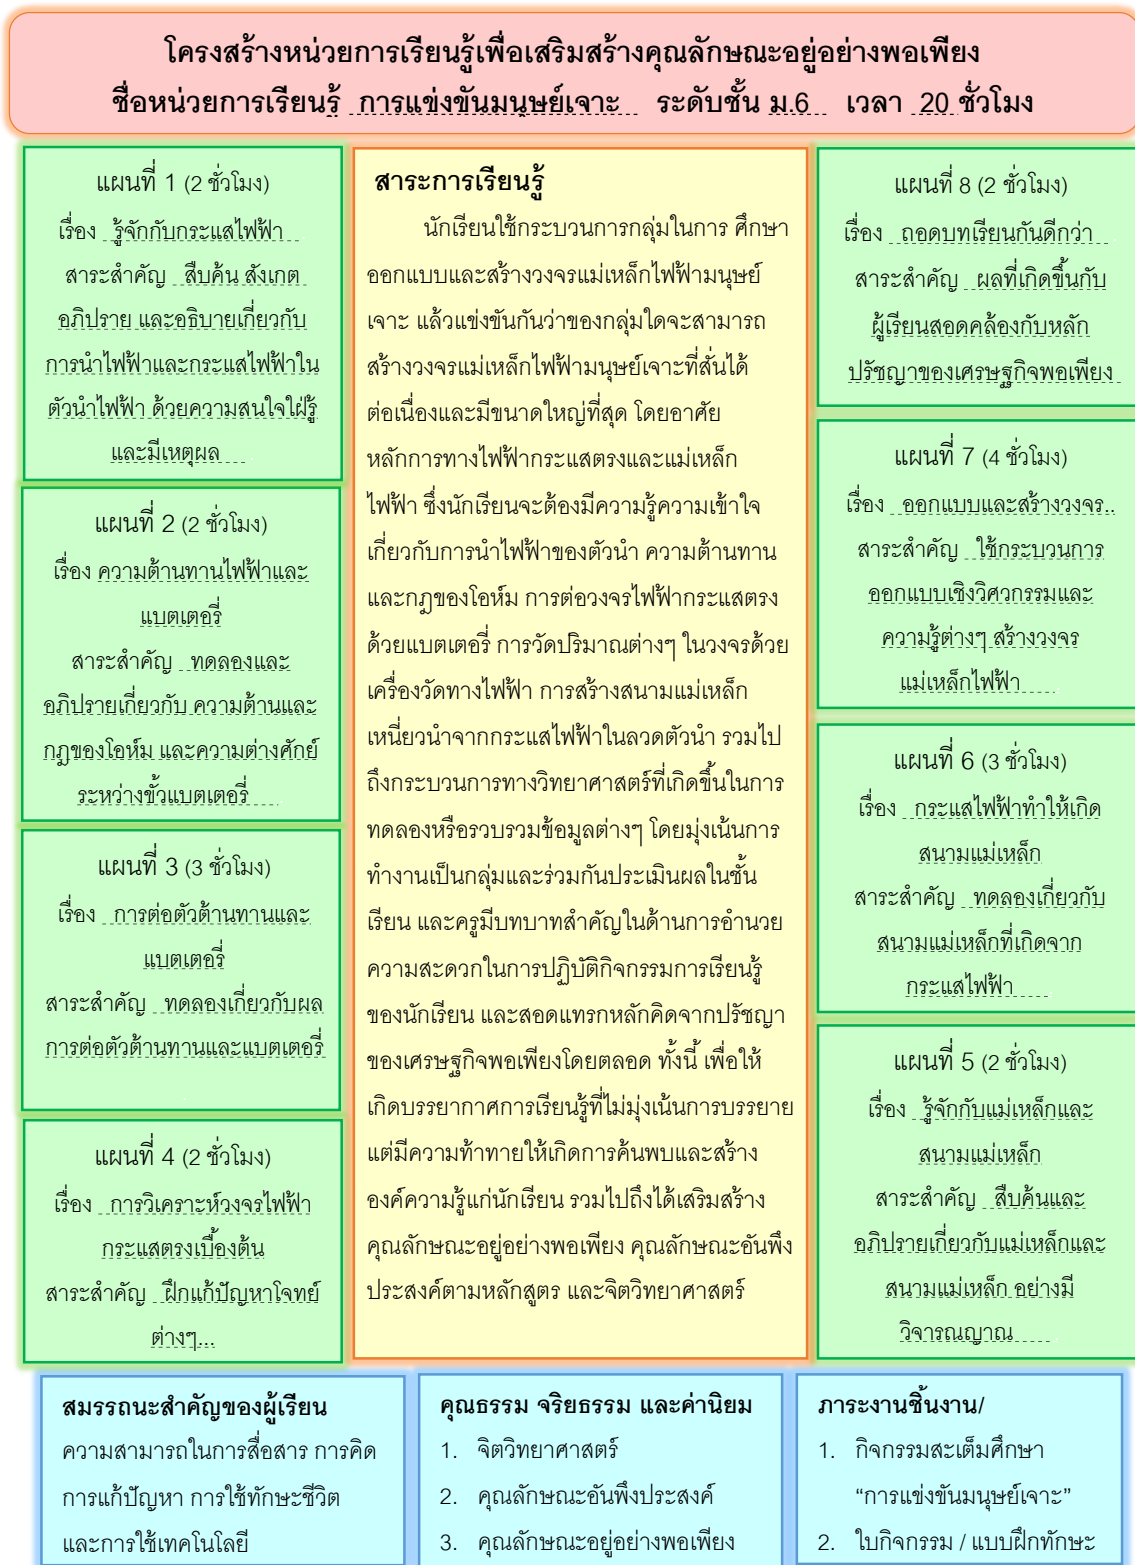 โครงสร้างหน่วยการเรียนรู้เพื่อเสริมสร้างคุณลักษณะอยู่อย่างพอเพียง
ชื่อหน่วยการเรียนรู้ การแข่งขันมนุษย์เจาะ ระดับชั้น ม.6 เวลา 20 ชั่วโมง
แผนที่ 1 (2 ชั่วโมง)
เรื่อง รู้จักกับกระแสไฟฟ้า
สาระสำคัญ สืบค้น สังเกต
อภิปราย และอธิบายเกี่ยวกับ
การนำไฟฟ้าและกระแสไฟฟ้าใน
ตัวนำไฟฟ้า ด้วยความสนใจใฝ่รู้
และมีเหตุผล
แผนที่ 2 (2 ชั่วโมง)
เรื่อง ความต้านทานไฟฟ้าและ
แบตเตอรี่
สาระสำคัญ ทดลองและ
อภิปรายเกี่ยวกับ ความต้านและ
กฎของโอห์ม และความต่างศักย์
ระหว่างขั้วแบตเตอรี่
แผนที่ 3 (3 ชั่วโมง)
เรื่อง การต่อตัวต้านทานและ
แบตเตอรี่
สาระสำคัญ ทดลองเกี่ยวกับผล
การต่อตัวต้านทานและแบตเตอรี่
แผนที่ 4 (2 ชั่วโมง)
เรื่อง การวิเคราะห์วงจรไฟฟ้า
กระแสตรงเบื้องต้น
สาระสำคัญ ฝึกแก้ปัญหาโจทย์
ต่างๆ...
สาระการเรียนรู้
นักเรียนใช้กระบวนการกลุ่มในการ ศึกษา
ออกแบบและสร้างวงจรแม่เหล็กไฟฟ้ามนุษย์
เจาะ แล้วแข่งขันกันว่าของกลุ่มใดจะสามารถ
สร้างวงจรแม่เหล็กไฟฟ้ามนุษย์เจาะที่สั่นได้
ต่อเนื่องและมีขนาดใหญ่ที่สุด โดยอาศัย
หลักการทางไฟฟ้ากระแสตรงและแม่เหล็ก
ไฟฟ้า ซึ่งนักเรียนจะต้องมีความรู้ความเข้าใจ
เกี่ยวกับการนำไฟฟ้าของตัวนำ ความต้านทาน
และกฎของโอห์ม การต่อวงจรไฟฟ้ากระแสตรง
ด้วยแบตเตอรี่ การวัดปริมาณต่างๆ ในวงจรด้วย
เครื่องวัดทางไฟฟ้า การสร้างสนามแม่เหล็ก
เหนี่ยวนำจากกระแสไฟฟ้าในลวดตัวนำ รวมไป
ถึงกระบวนการทางวิทยาศาสตร์ที่เกิดขึ้นในการ
ทดลองหรือรวบรวมข้อมูลต่างๆ โดยมุ่งเน้นการ
ทำงานเป็นกลุ่มและร่วมกันประเมินผลในชั้น
เรียน และครูมีบทบาทสำคัญในด้านการอำนวย
ความสะดวกในการปฏิบัติกิจกรรมการเรียนรู้
ของนักเรียน และสอดแทรกหลักคิดจากปรัชญา
ของเศรษฐกิจพอเพียงโดยตลอด ทั้งนี้ เพื่อให้
เกิดบรรยากาศการเรียนรู้ที่ไม่มุ่งเน้นการบรรยาย
แต่มีความท้าทายให้เกิดการค้นพบและสร้าง
องค์ความรู้แก่นักเรียน รวมไปถึงได้เสริมสร้าง
คุณลักษณะอยู่อย่างพอเพียง คุณลักษณะอันพึง
ประสงค์ตามหลักสูตร และจิตวิทยาศาสตร์
แผนที่ 8 (2 ชั่วโมง)
เรื่อง ถอดบทเรียนกันดีกว่า
สาระสำคัญ ผลที่เกิดขึ้นกับ
ผู้เรียนสอดคล้องกับหลัก
ปรัชญาของเศรษฐกิจพอเพียง
แผนที่ 7 (4 ชั่วโมง)
เรื่อง ออกแบบและสร้างวงจร..
สาระสำคัญ ใช้กระบวนการ
ออกแบบเชิงวิศวกรรมและ
ความรู้ต่างๆ สร้างวงจร
แม่เหล็กไฟฟ้า
แผนที่ 6 (3 ชั่วโมง)
เรื่อง กระแสไฟฟ้าทำให้เกิด
สนามแม่เหล็ก
สาระสำคัญ ทดลองเกี่ยวกับ
สนามแม่เหล็กที่เกิดจาก
กระแสไฟฟ้า
แผนที่ 5 (2 ชั่วโมง)
เรื่อง รู้จักกับแม่เหล็กและ
สนามแม่เหล็ก
สาระสำคัญ สืบค้นและ
อภิปรายเกี่ยวกับแม่เหล็กและ
สนามแม่เหล็ก อย่างมี
วิจารณญาณ
สมรรถนะสำคัญของผู้เรียน
ความสามารถในการสื่อสาร การคิด
การแก้ปัญหา การใช้ทักษะชีวิต
และการใช้เทคโนโลยี
คุณธรรม จริยธรรม และค่านิยม
1. จิตวิทยาศาสตร์
2. คุณลักษณะอันพึงประสงค์
3. คุณลักษณะอยู่อย่างพอเพียง
ภาระงานชิ้นงาน/
1. กิจกรรมสะเต็มศึกษา
“การแข่งขันมนุษย์เจาะ”
2. ใบกิจกรรม / แบบฝึกทักษะ